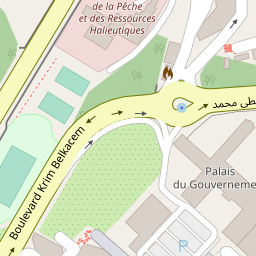 de la Pêche
et des Ressources
Halieutiques
محمد
Boulevard Krim Belkacem
Palais
du Gouverneme
P